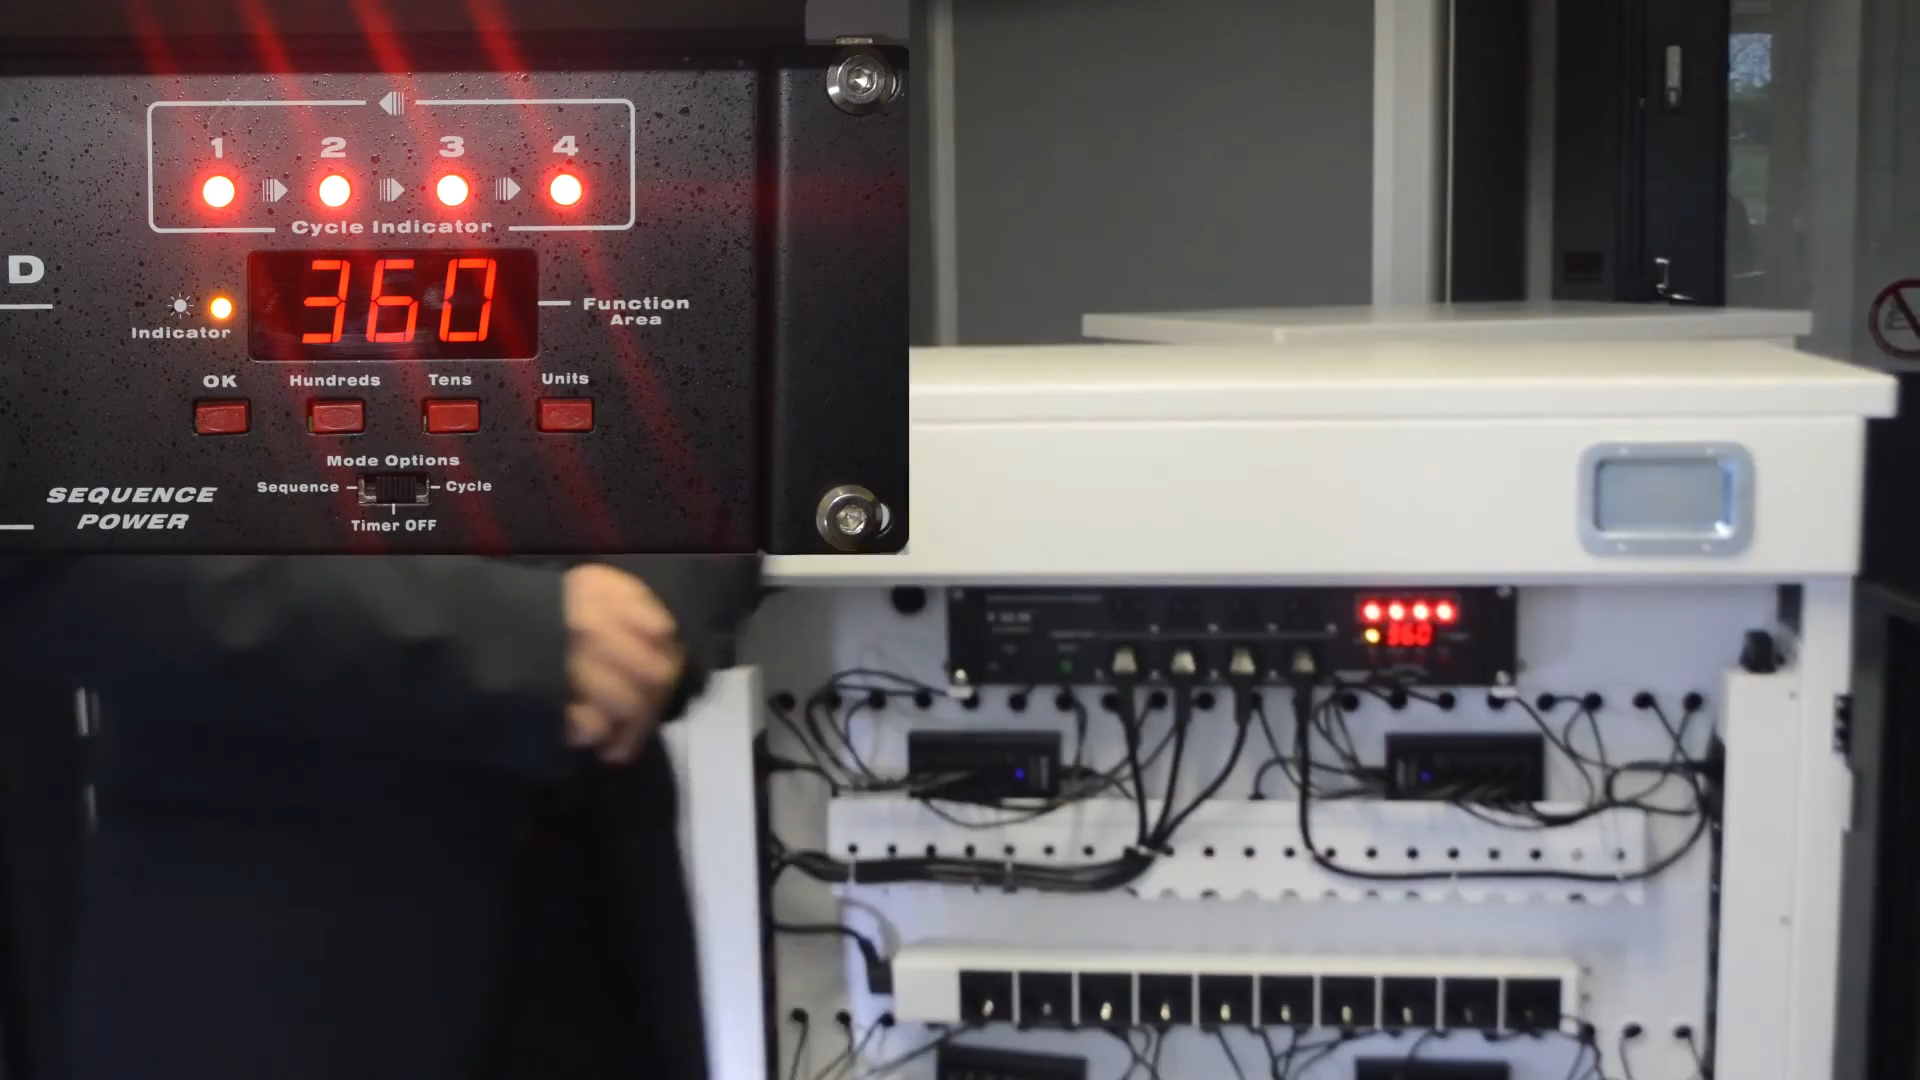 1 2 3 4
Cycle Indicator
D
360
Function
Area
Indicator
OK Hundreds Tens Units
Mode Options
Sequence Cycle
Timer OFF
SEQUENCE
POWER
360